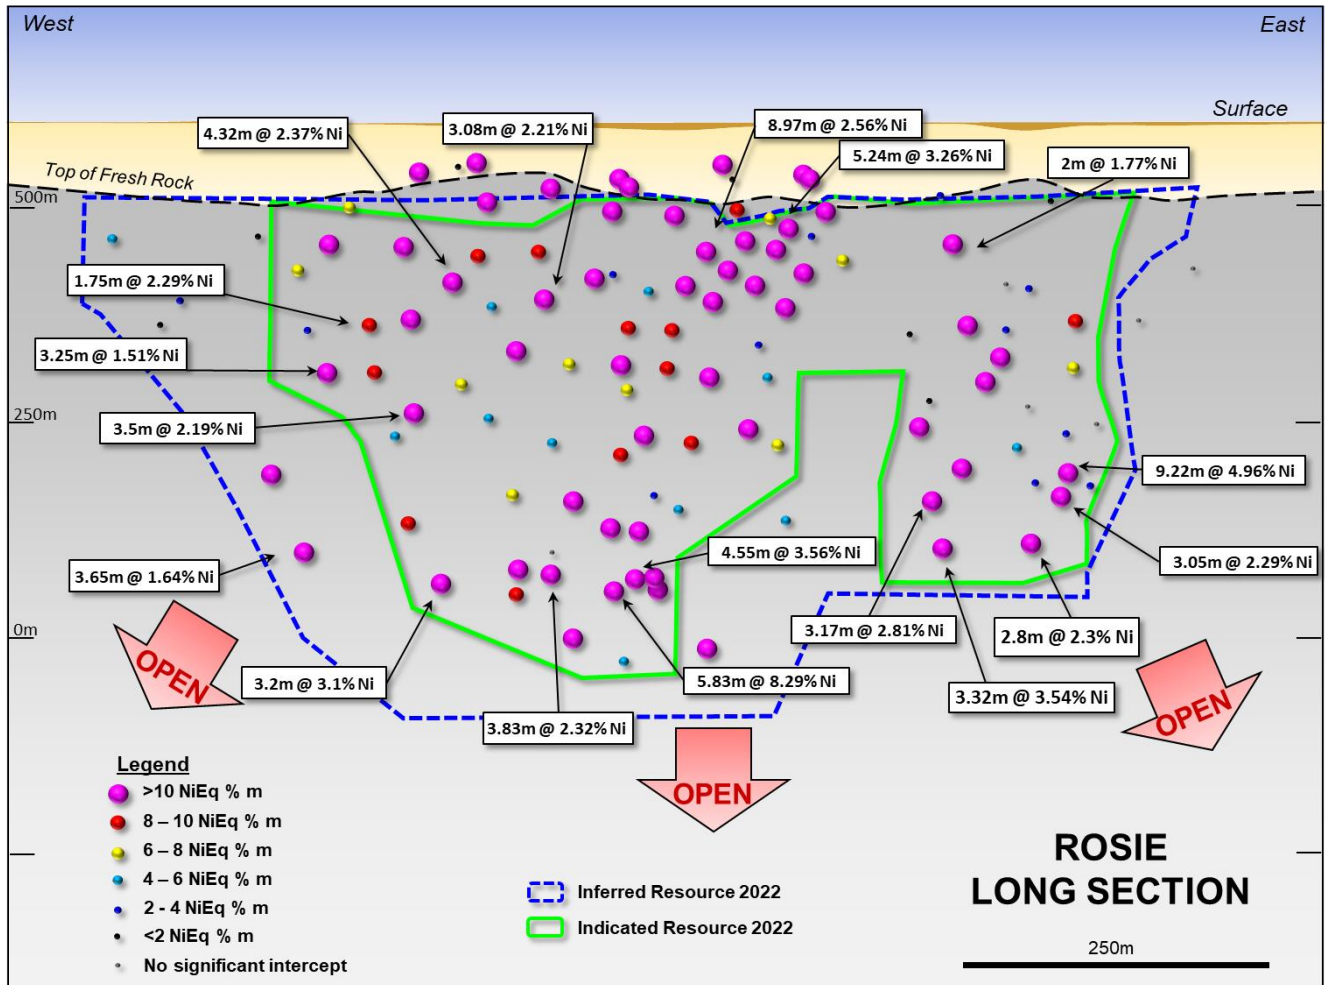 West
East
Surface
4.32m @ 2.37% Ni
3.08m @ 2.21% Ni
8.97m @ 2.56% Ni
5.24m @ 3.26% Ni
2m @ 1.77% Ni
Top of Fresh Rock
500m
1.75m @ 2.29% Ni
3.25m @ 1.51% Ni
250m
3.5m @ 2.19% Ni
9.22m @ 4.96% Ni
4.55m @ 3.56% Ni
3.05m @ 2.29% Ni
3.65m @ 1.64% Ni
0m
3.17m @ 2.81% Ni
2.8m @ 2.3% Ni
OPEN
3.2m @ 3.1% Ni
5.83m @ 8.29% Ni
3.32m @ 3.54% Ni
OPEN
3.83m @ 2.32% Ni
OPEN
Legend
>10 NiEq % m
8 – 10 NiEq % m
6 – 8 NiEq % m
4 – 6 NiEq % m
2 - 4 NiEq % m
<2 NiEq % m
No significant intercept
Inferred Resource 2022
Indicated Resource 2022
ROSIE
LONG SECTION
250m